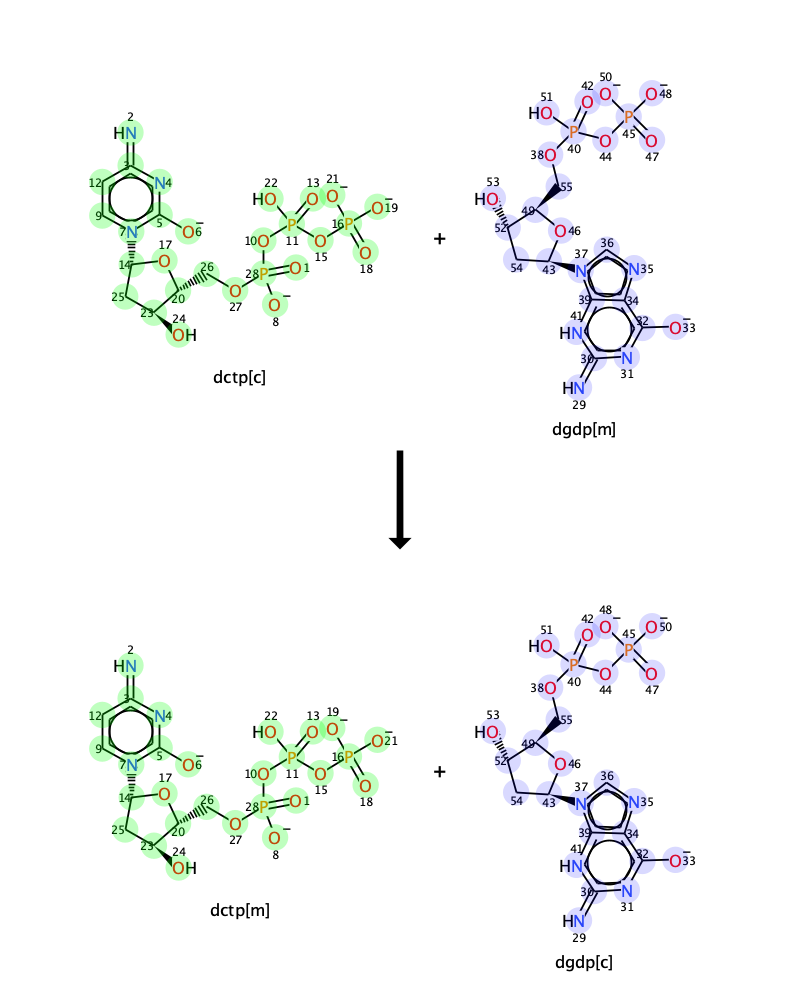 2
HN
12 3 N4
9 7N 5 O6
17
14 O
25 20 26
23 24 OH
27 O
22 13 21
HO O O O19
10 O 11 P 16 P
15 O 18 O
28 P O1
O 8
dctp[c]
+
50
51 42 O O48
HO O P 45
P 40 O 44 O 47
38O
53 55
HO 49
52 O46
54 43 37 36
N N35
39 34
41 HN 32 O33
30 N 31
HN
29
dgdp[m]
2
HN
12 3 N4
9 7N 5 O6
17
14 O
25 20 26
23 24 OH
27 O
22 13 19
HO O O O21
10 O 11 P 16 P
15 O 18 O
28 P O1
O 8
dctp[m]
+
48
51 42 O O50
HO O P 45
P 40 O 44 O 47
38O
53 55
HO 49
52 O46
54 43 37 36
N N35
39 34
41 HN 32 O33
30 N 31
HN
29
dgdp[c]